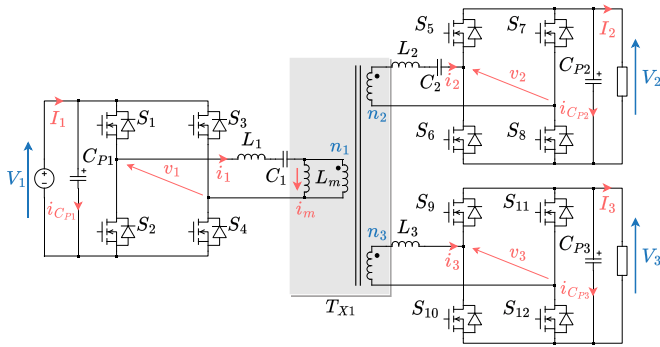 S5 S7 I2
L2
C2 i2 v2 CP2 V2
n2 iCP2
S6 S8
I1 S1 S3
L1
V1 CP1 v1 i1 C1 n1 Lm
iCP1 S2 S4 im
S9 S11 I3
n3 L3
i3 v3 CP3 V3
iCP3
S10 S12
TX1